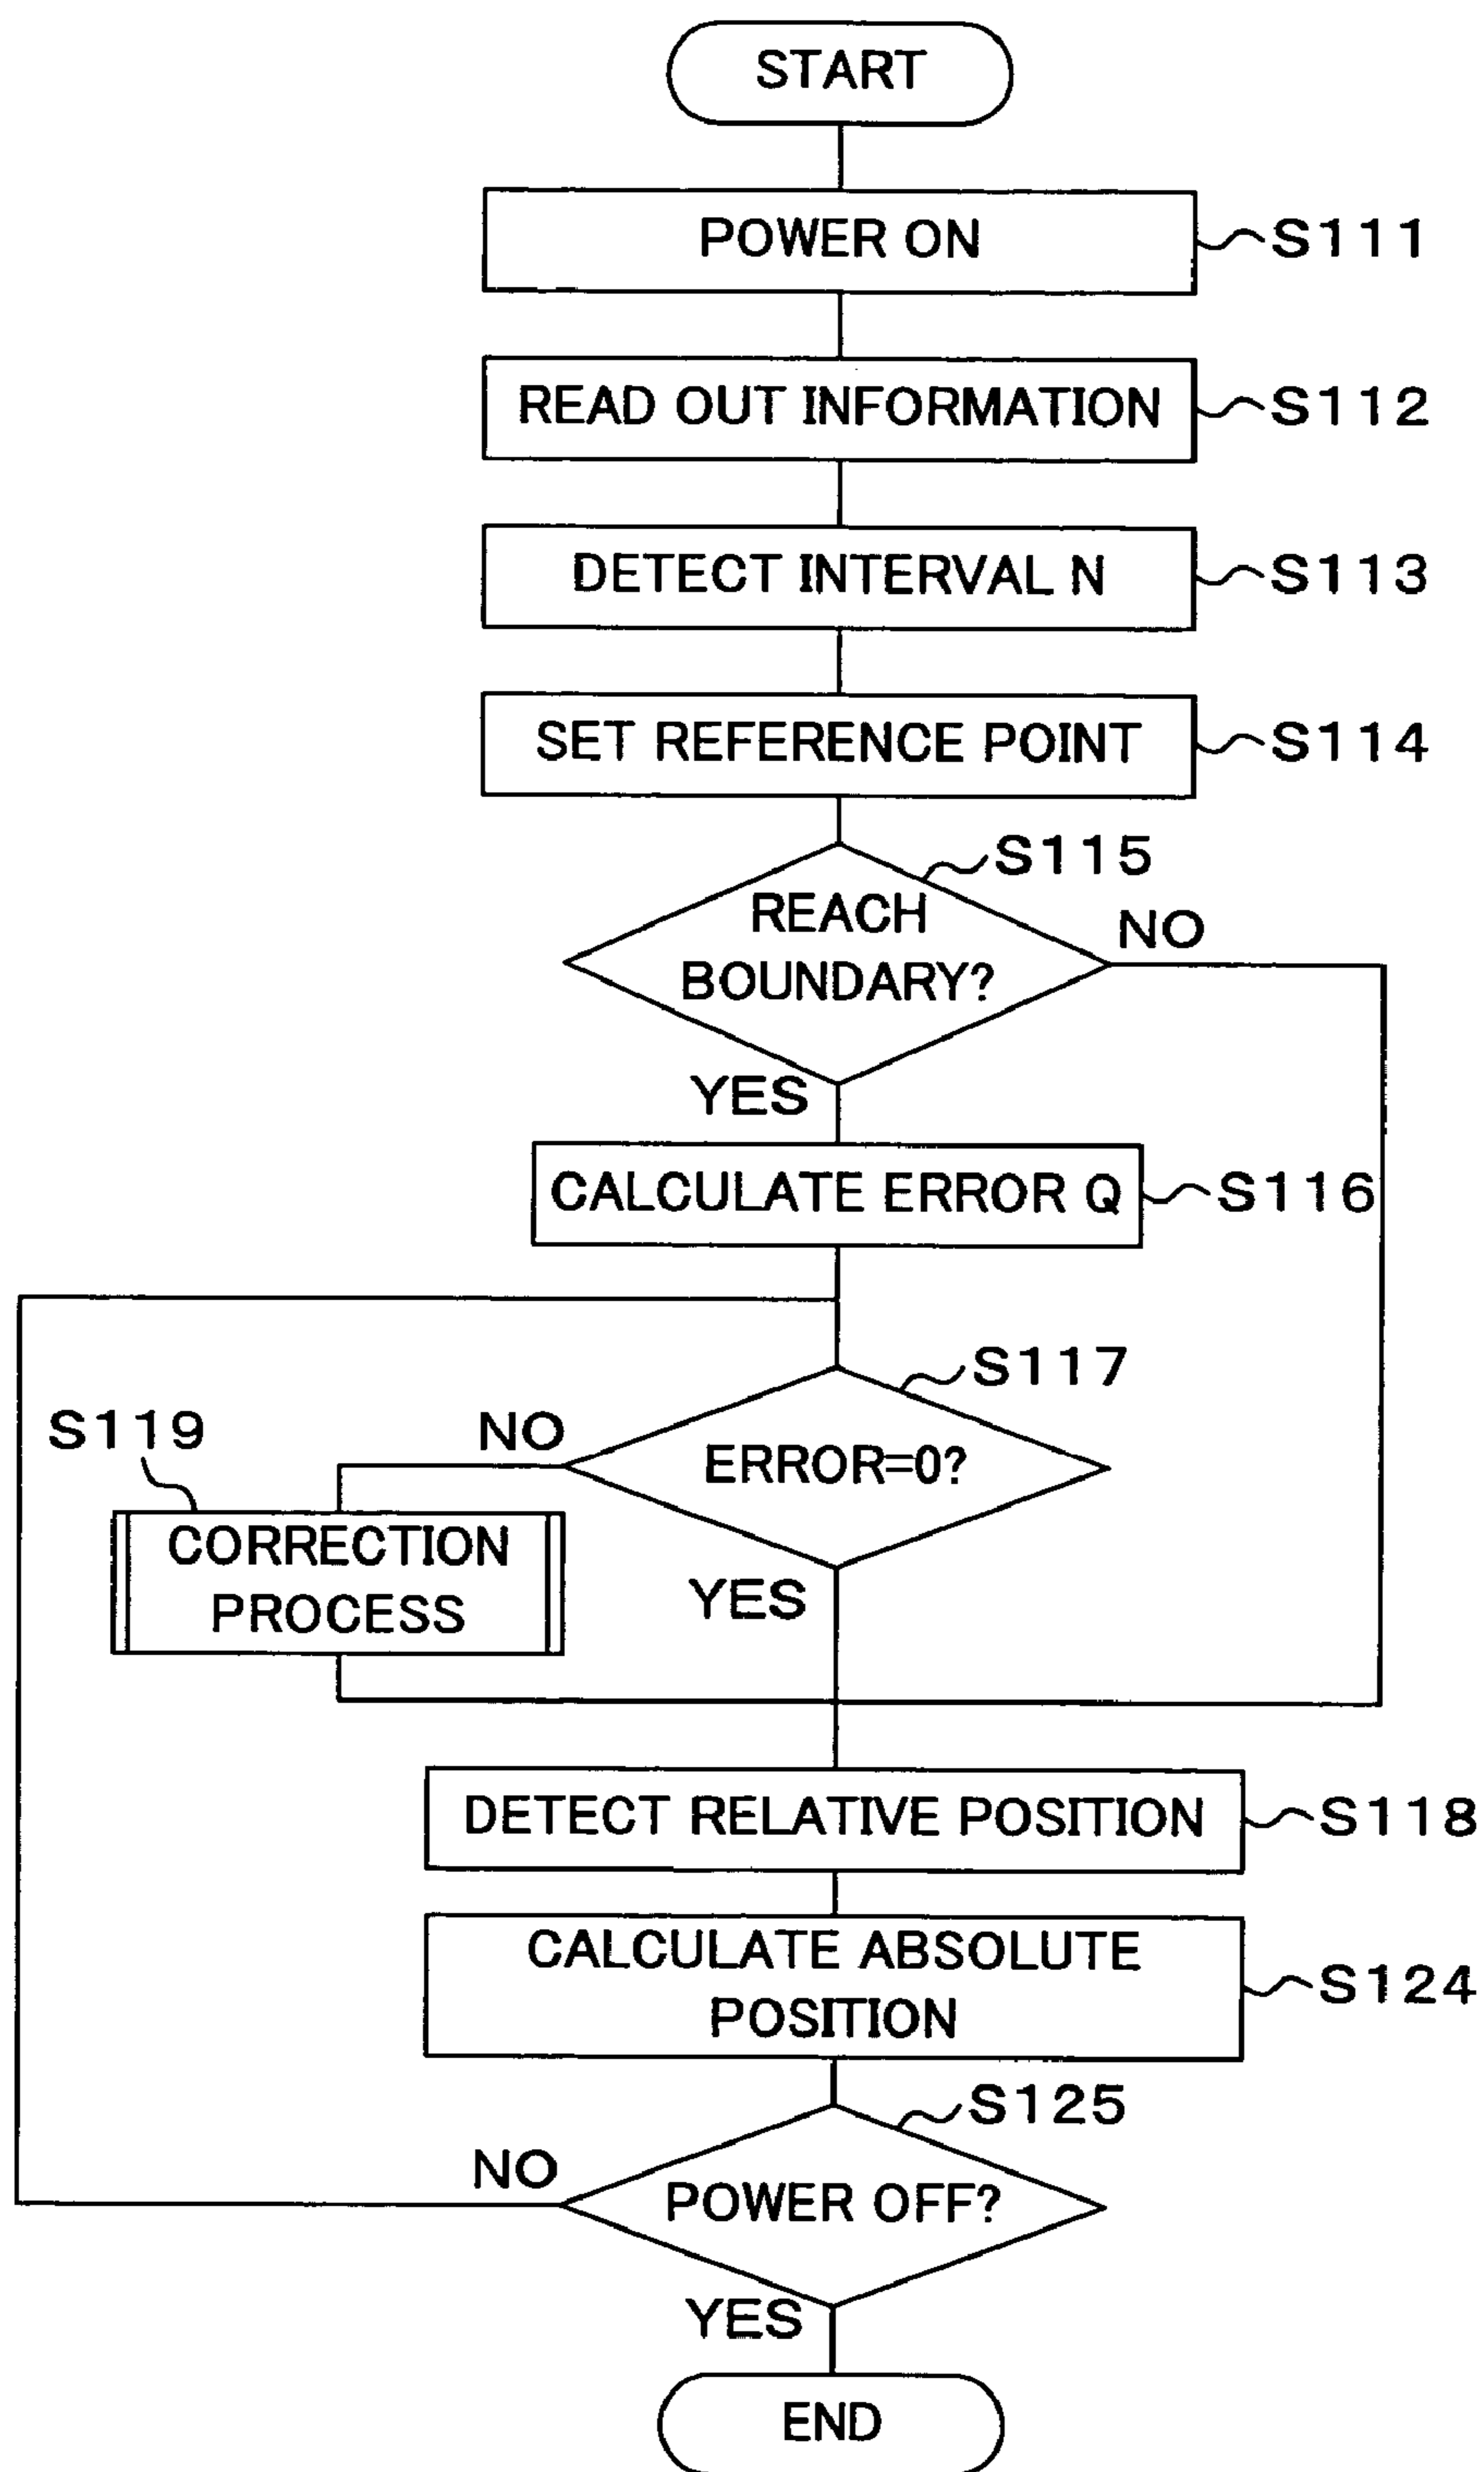 START
POWER ON
S111
READ OUT INFORMATION
S112
DETECT INTERVAL N
S113
SET REFERENCE POINT
S114
S115
REACH
BOUNDARY?
NO
YES
CALCULATE ERROR Q
S116
S117
ERROR=0?
NO
S119
CORRECTION
PROCESS
YES
DETECT RELATIVE POSITION
S118
CALCULATE ABSOLUTE
POSITION
S124
S125
POWER OFF?
NO
YES
END